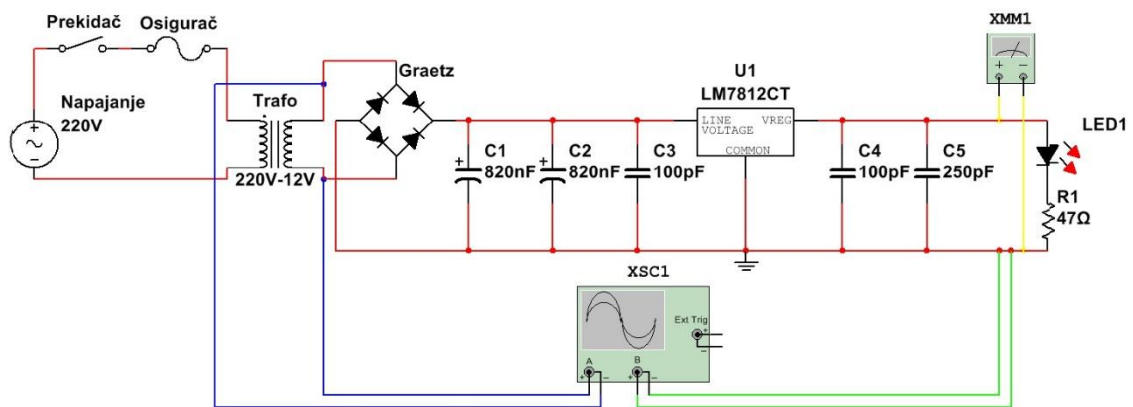 Prekidač
Osigurač
Napajanje
220V
Trafo
220V-12V
Graetz
C1
820nF
C2
820nF
C3
100pF
U1
LM7812CT
LINE VREG
VOLTAGE
COMMON
C4
100pF
C5
250pF
XMM1
LED1
R1
47Ω
XSC1
Ext Trig
A
B